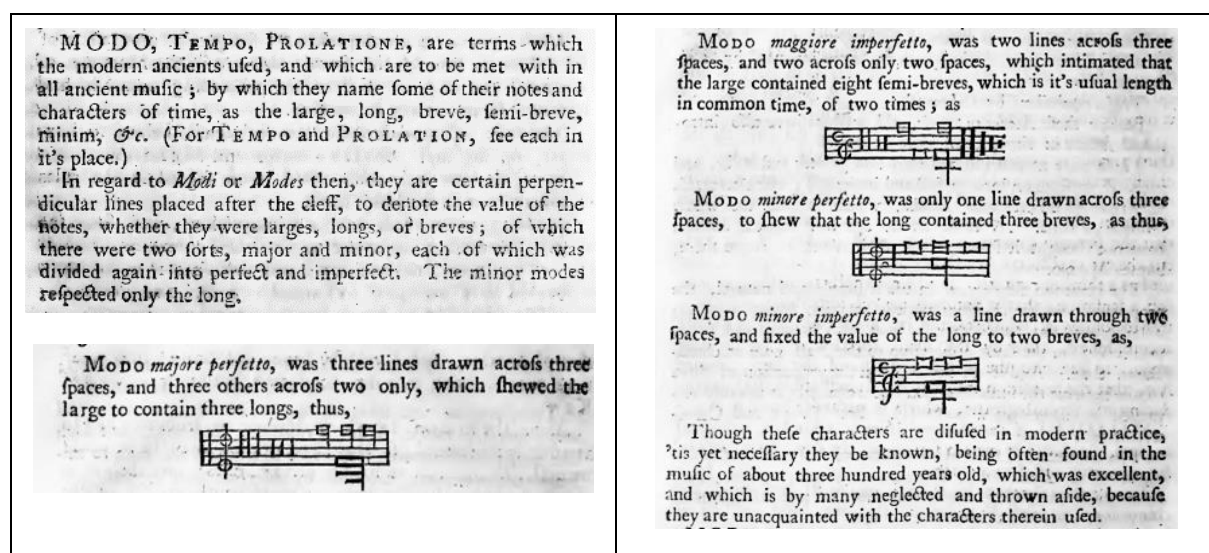 MODO, TEMPO, PROLATIONE, are terms which
the modern ancients uſed, and which are to be met with in
all ancient muſic ; by which they name ſome of their notes and
characters of time, as the large, long, breve, ſemi-breve,
minim, &c. (For TEMPO and PROLATION, ſee each in
it's place.)
In regard to Modi or Modes then, they are certain perpen-
dicular lines placed after the cleff, to denote the value of the
notes, whether they were larges, longs, or breves ; of which
there were two ſorts, major and minor, each of which was
divided again into perfect and imperfect. The minor modes
reſpected only the long.
MODO majore perfetto, was three lines drawn acroſs three
ſpaces, and three others acroſs two only, which ſhewed the
large to contain three longs, thus,
MODO maggiore imperfetto, was two lines acroſs three
ſpaces, and two acroſs only two ſpaces, which intimated that
the large contained eight ſemi-breves, which is it's uſual length
in common time, of two times ; as
MODO minore perfetto, was only one line drawn acroſs three
ſpaces, to ſhew that the long contained three breves, as thus,
MODO minore imperfetto, was a line drawn through two
ſpaces, and fixed the value of the long to two breves, as,
Though theſe characters are diſuſed in modern practice,
'tis yet neceſſary they be known, being often found in the
muſic of about three hundred years old, which was excellent,
and which is by many neglected and thrown aſide, becauſe
they are unacquainted with the characters therein uſed.